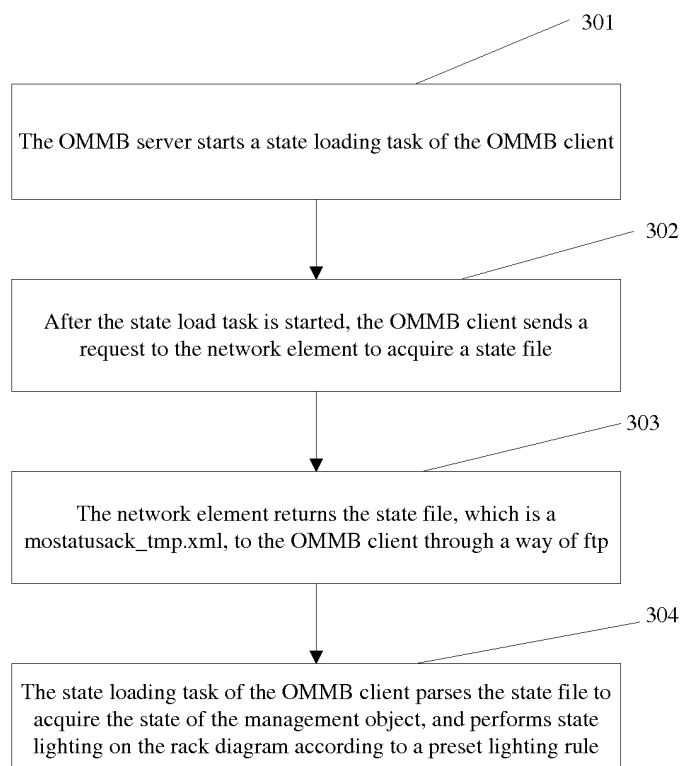 301
The OMMB server starts a state loading task of the OMMB client
302
After the state load task is started, the OMMB client sends a
request to the network element to acquire a state file
303
The network element returns the state file, which is a
mostatusack_tmp.xml, to the OMMB client through a way of ftp
304
The state loading task of the OMMB client parses the state file to
acquire the state of the management object, and performs state
lighting on the rack diagram according to a preset lighting rule